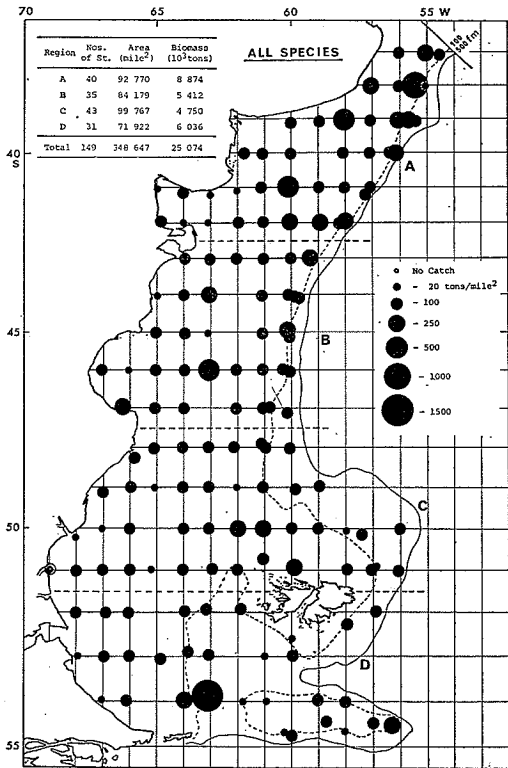 70 65 60 55 W
100
500 fm
Region Nos. of St. Area (mile²) Biomass (10³tons)
A 40 92 770 8 874
B 35 84 179 5 412
C 43 99 767 4 750
D 31 71 922 6 036
Total 149 348 647 25 074
ALL SPECIES
40
S
A
No Catch
- 20 tons/mile²
- 100
- 250
- 500
- 1000
- 1500
45
B
C
50
D
55